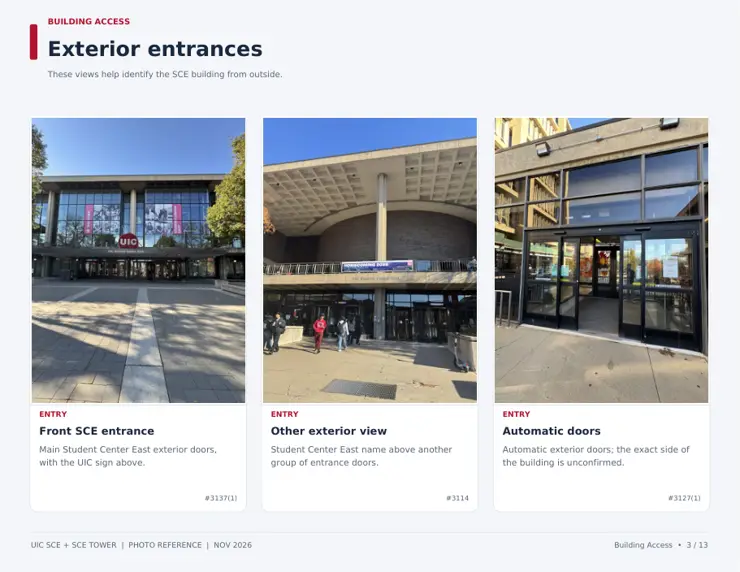 BUILDING ACCESS
Exterior entrances
These views help identify the SCE building from outside.
UIC
ENTRY
Front SCE entrance
Main Student Center East exterior doors,
with the UIC sign above.
#3137(1)
ENTRY
Other exterior view
Student Center East name above another
group of entrance doors.
#3114
ENTRY
Automatic doors
Automatic exterior doors; the exact side of
the building is unconfirmed.
#3127(1)
UIC SCE + SCE TOWER | PHOTO REFERENCE | NOV 2026
Building Access • 3 / 13